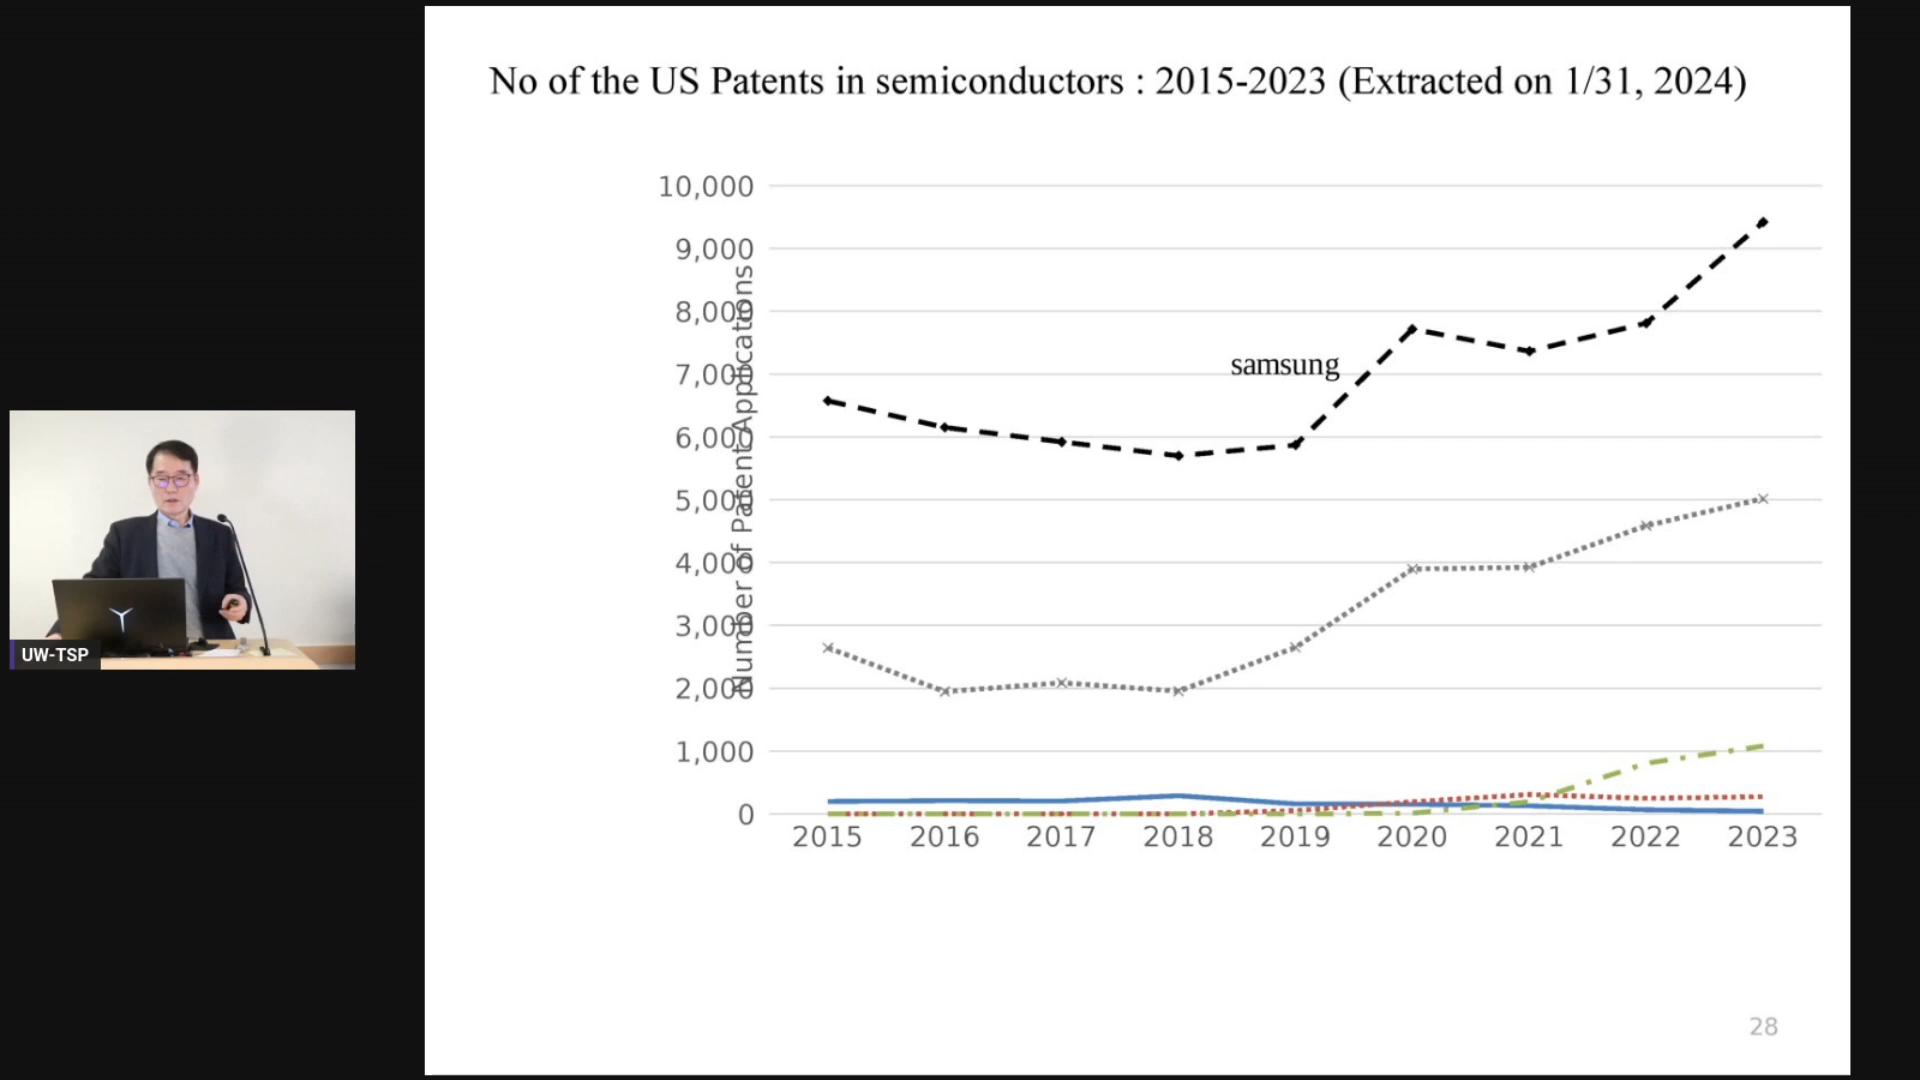 No of the US Patents in semiconductors : 2015-2023 (Extracted on 1/31, 2024)
Number of Patent Applications
10,000
9,000
8,000
7,000
6,000
5,000
4,000
3,000
2,000
1,000
0
samsung
2015 2016 2017 2018 2019 2020 2021 2022 2023
UW-TSP
28